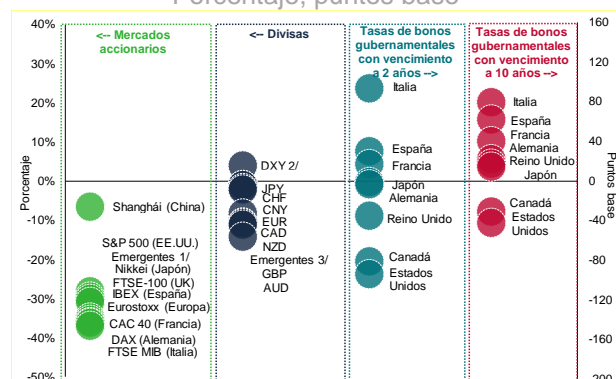 Porcentaje, puntos base
<-- Mercados
accionarios
<-- Divisas
Tasas de bonos
gubernamentales
con vencimiento
a 2 años -->
Tasas de bonos
gubernamentales
con vencimiento
a 10 años -->
40%
30%
20%
10%
0%
-10%
-20%
-30%
-40%
-50%
Porcentaje
Shanghái (China)
S&P 500 (EE.UU.)
Emergentes 1/
Nikkei (Japón)
FTSE-100 (UK)
IBEX (España)
Eurostoxx (Europa)
CAC 40 (Francia)
DAX (Alemania)
FTSE MIB (Italia)
DXY 2/
JPY
CHF
CNY
EUR
CAD
NZD
Emergentes 3/
GBP
AUD
Italia
España
Francia
Japón
Alemania
Reino Unido
Canadá
Estados
Unidos
Italia
España
Francia
Alemania
Reino Unido
Japón
Canadá
Estados
Unidos
160
120
80
40
0
-40
-80
-120
-160
-200
Puntos base